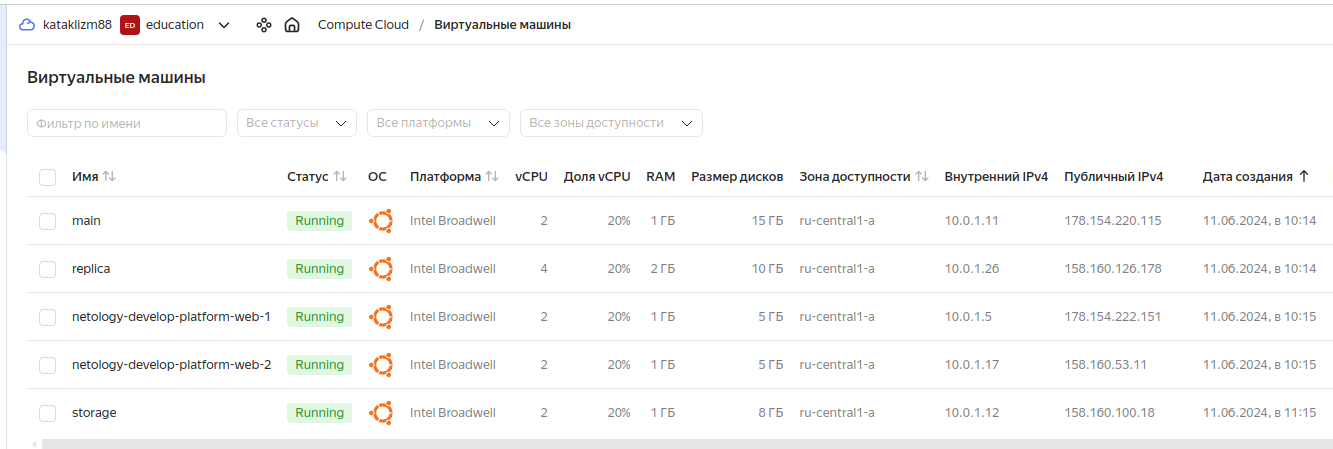 kataklizm88 ED education Compute Cloud / Виртуальные машины
Виртуальные машины
Фильтр по имени Все статусы Все платформы Все зоны доступности
Имя Статус ОС Платформа vCPU Доля vCPU RAM Размер дисков Зона доступности Внутренний IPv4 Публичный IPv4 Дата создания
main Running Intel Broadwell 2 20% 1 ГБ 15 ГБ ru-central1-a 10.0.1.11 178.154.220.115 11.06.2024, в 10:14
replica Running Intel Broadwell 4 20% 2 ГБ 10 ГБ ru-central1-a 10.0.1.26 158.160.126.178 11.06.2024, в 10:14
netology-develop-platform-web-1 Running Intel Broadwell 2 20% 1 ГБ 5 ГБ ru-central1-a 10.0.1.5 178.154.222.151 11.06.2024, в 10:15
netology-develop-platform-web-2 Running Intel Broadwell 2 20% 1 ГБ 5 ГБ ru-central1-a 10.0.1.17 158.160.53.11 11.06.2024, в 10:15
storage Running Intel Broadwell 2 20% 1 ГБ 8 ГБ ru-central1-a 10.0.1.12 158.160.100.18 11.06.2024, в 11:15